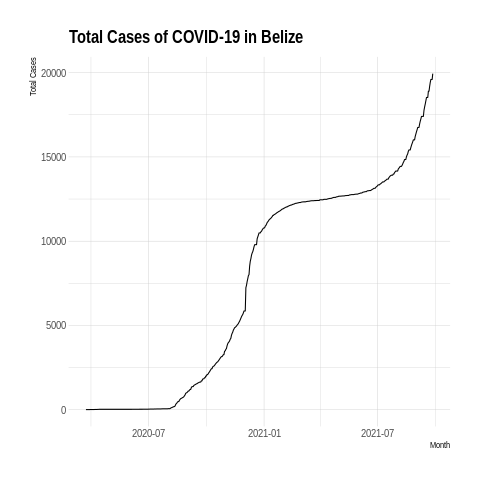 Total Cases of COVID-19 in Belize
Total Cases
20000
15000
10000
5000
0
2020-07
2021-01
2021-07
Month